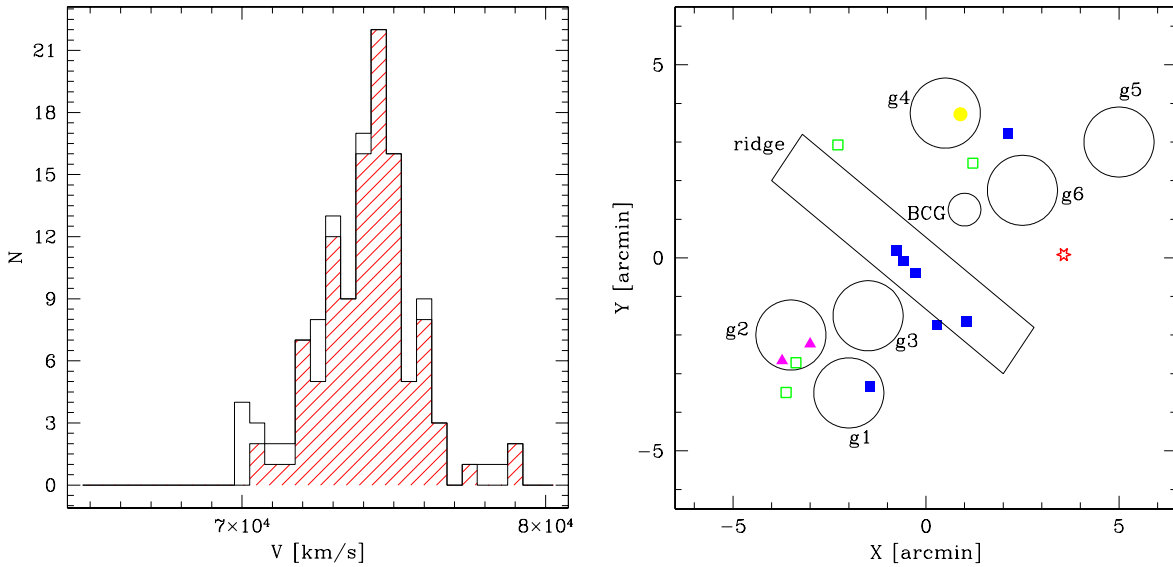 21
18
15
12
9
6
3
0
N
7×10⁴
8×10⁴
V [km/s]
5
0
-5
Y [arcmin]
g4
g5
ridge
g6
BCG
g2
g3
g1
-5
0
5
X [arcmin]